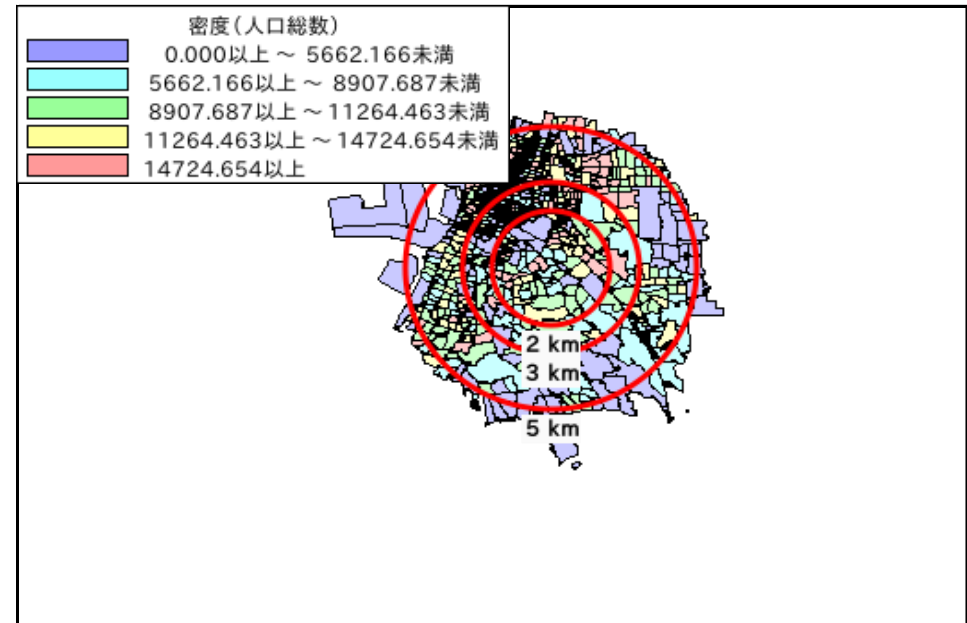 密度（人口総数）
0.000以上 ～ 5662.166未満
5662.166以上 ～ 8907.687未満
8907.687以上 ～11264.463未満
11264.463以上 ～14724.654未満
14724.654以上
2 km
3 km
5 km